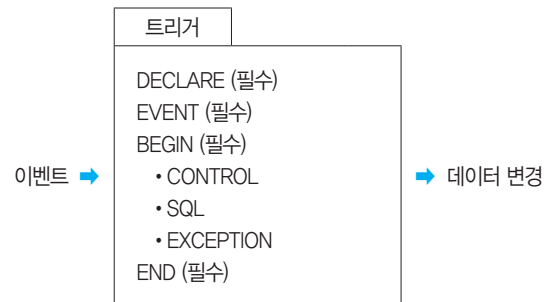 트리거
DECLARE (필수)
EVENT (필수)
BEGIN (필수)
이벤트
• CONTROL
• SQL
• EXCEPTION
END (필수)
데이터 변경